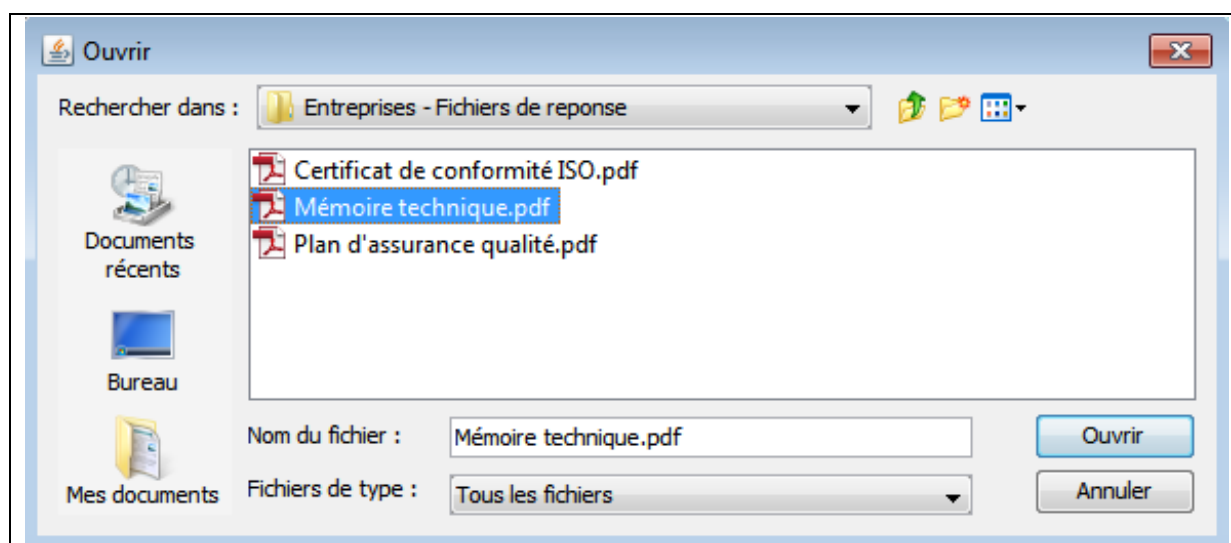 Ouvrir
Rechercher dans :
Entreprises - Fichiers de reponse
Certificat de conformité ISO.pdf
Mémoire technique.pdf
Plan d'assurance qualité.pdf
Documents
récents
Bureau
Mes documents
Nom du fichier :
Mémoire technique.pdf
Ouvrir
Fichiers de type :
Tous les fichiers
Annuler